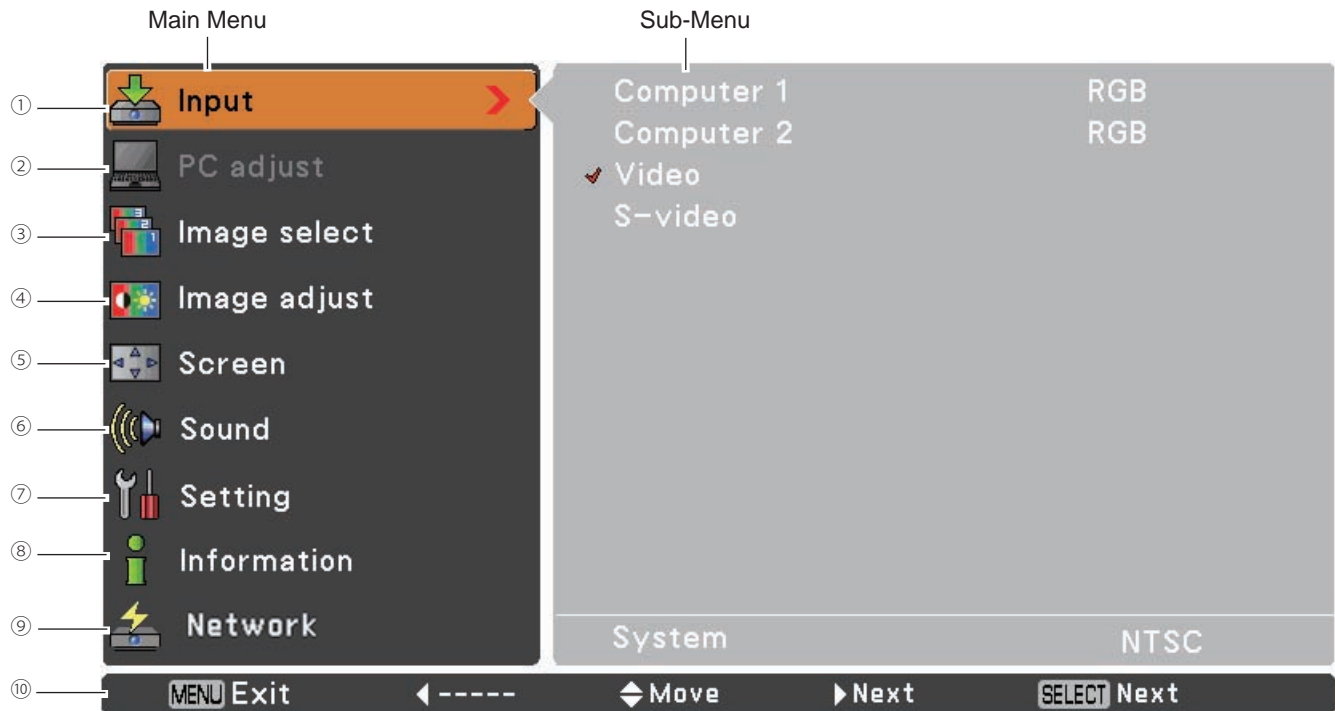 Main Menu Sub-Menu
① Input Computer 1 RGB
Computer 2 RGB
② PC adjust Video
S-video
③ Image select
④ Image adjust
⑤ Screen
⑥ Sound
⑦ Setting
⑧ Information
⑨ Network System NTSC
⑩ MENU Exit ----- Move Next SELECT Next